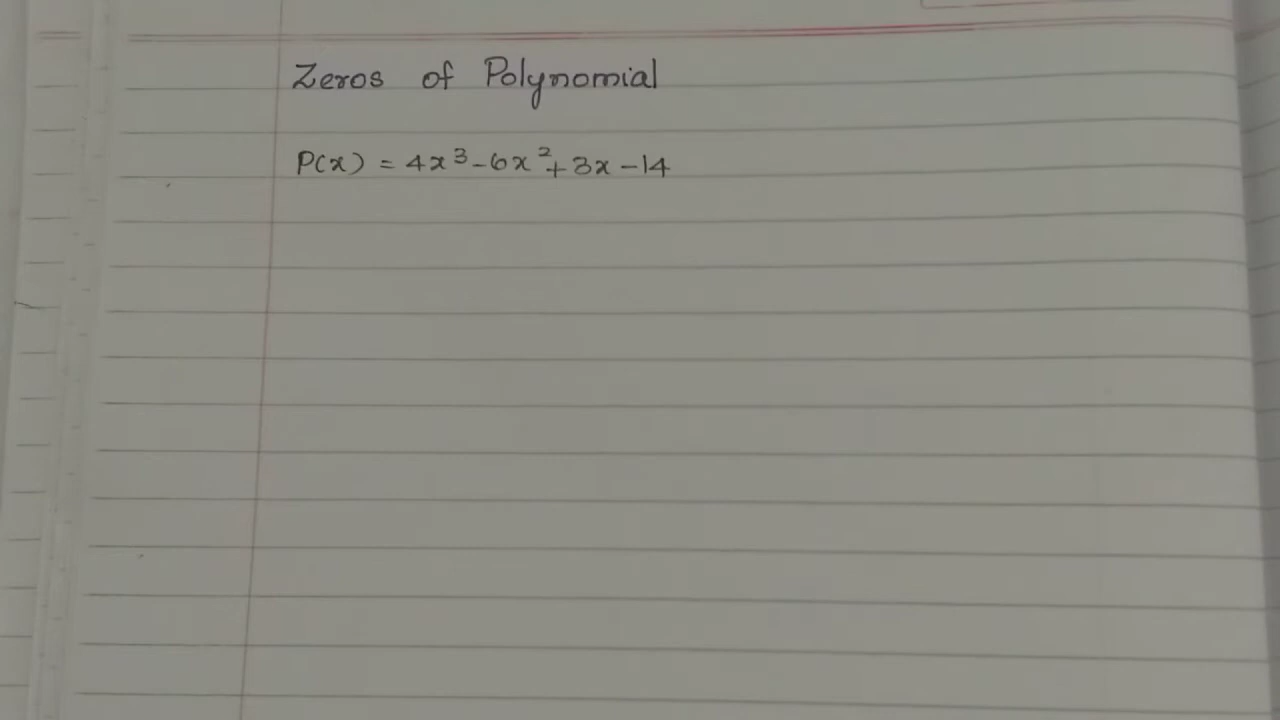 Zeros of Polynomial
P(x) = 4x³-6x²+3x-14